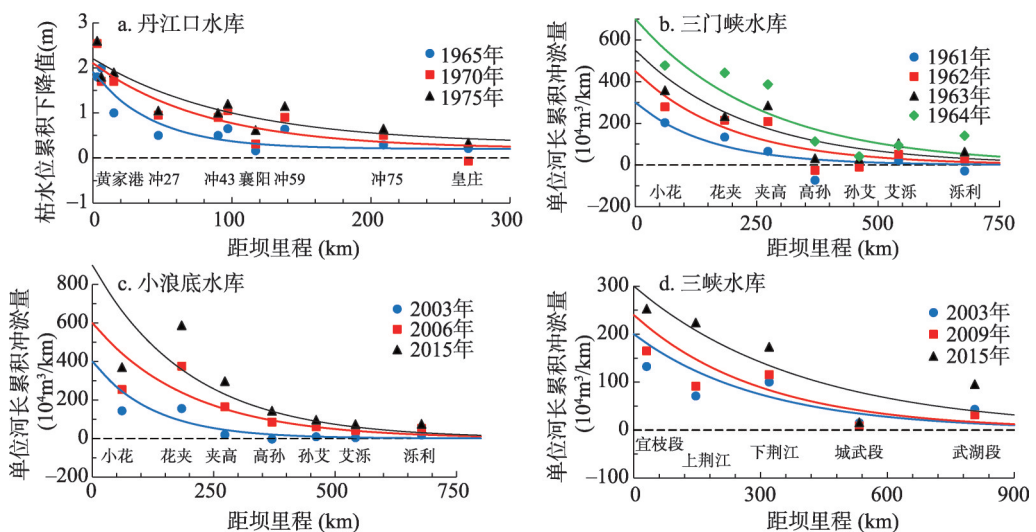 a. 丹江口水库
1965年
1970年
1975年
3
2
1
0
−1
黄家港 冲27 冲43 襄阳 冲59 冲75 皇庄
0 100 200 300
枯水位累积下降值(m)
距坝里程 (km)
b. 三门峡水库
1961年
1962年
1963年
1964年
600
400
200
0
−200
小花 花夹 夹高 高孙 孙艾 艾泺 泺利
0 250 500 750
单位河长累积冲淤量
(10⁴m³/km)
距坝里程 (km)
c. 小浪底水库
2003年
2006年
2015年
800
600
400
200
0
−200
小花 花夹 夹高 高孙 孙艾 艾泺 泺利
0 250 500 750
单位河长累积冲淤量
(10⁴m³/km)
距坝里程 (km)
d. 三峡水库
2003年
2009年
2015年
300
200
100
0
−100
宜枝段 上荆江 下荆江 城武段 武湖段
0 300 600 900
单位河长累积冲淤量
(10⁴m³/km)
距坝里程 (km)